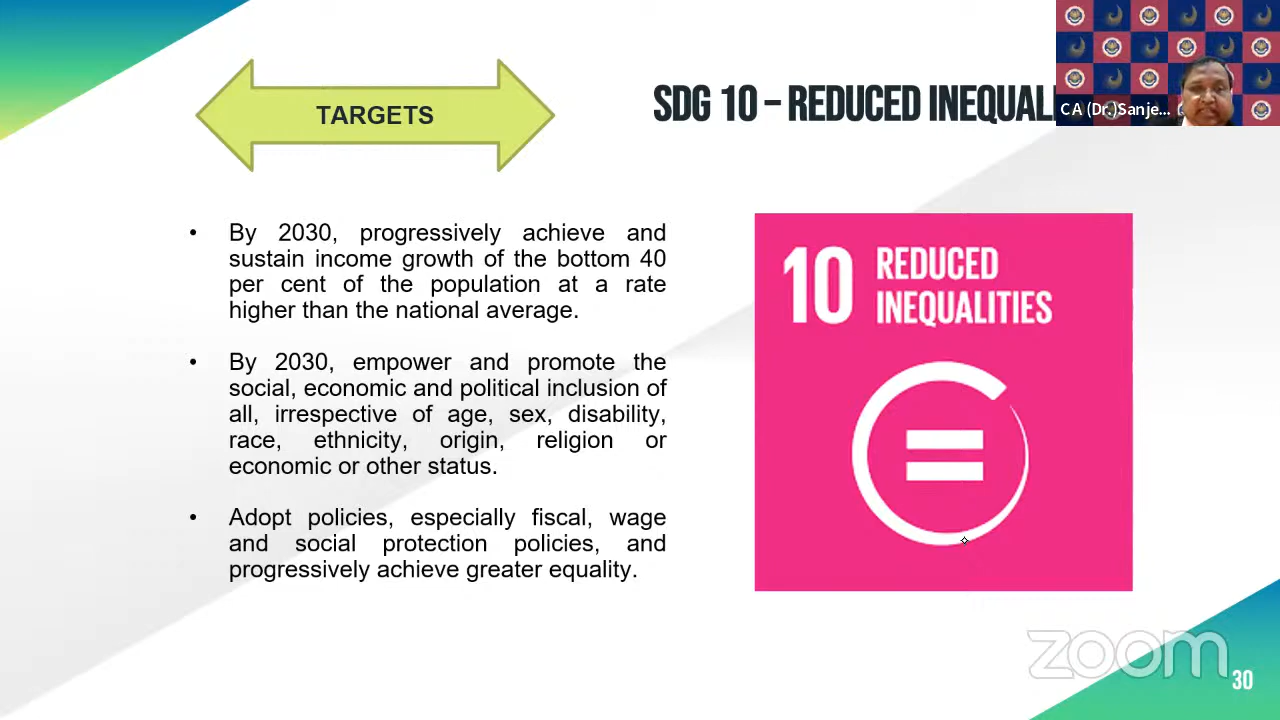 TARGETS
SDG 10 – REDUCED INEQUALI
CA (Dr.)Sanje...
• By 2030, progressively achieve and
sustain income growth of the bottom 40
per cent of the population at a rate
higher than the national average.
• By 2030, empower and promote the
social, economic and political inclusion of
all, irrespective of age, sex, disability,
race, ethnicity, origin, religion or
economic or other status.
• Adopt policies, especially fiscal, wage
and social protection policies, and
progressively achieve greater equality.
10 REDUCED
INEQUALITIES
zoom
30